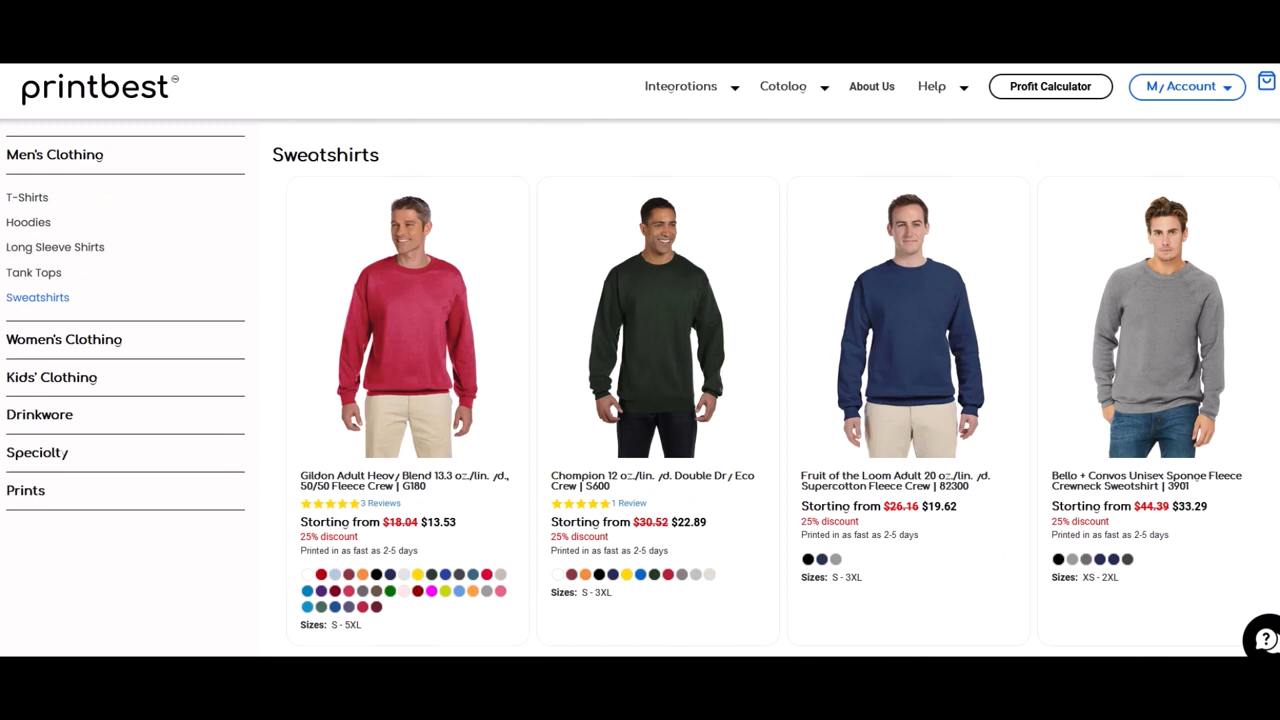 printbest
Integrations
Catalog
About Us
Help
Profit Calculator
My Account
Men's Clothing
T-Shirts
Hoodies
Long Sleeve Shirts
Tank Tops
Sweatshirts
Women's Clothing
Kids' Clothing
Drinkware
Specialty
Prints
Sweatshirts
Gildan Adult Heavy Blend 13.3 oz./lin. yd.,
50/50 Fleece Crew | G180
3 Reviews
Starting from $18.04 $13.53
25% discount
Printed in as fast as 2-5 days
Sizes: S - 5XL
Champion 12 oz./lin. yd. Double Dry Eco
Crew | S600
1 Review
Starting from $30.52 $22.89
25% discount
Printed in as fast as 2-5 days
Sizes: S - 3XL
Fruit of the Loom Adult 20 oz./lin. yd.
Supercotton Fleece Crew | 82300
Starting from $26.16 $19.62
25% discount
Printed in as fast as 2-5 days
Sizes: S - 3XL
Bella + Canvas Unisex Sponge Fleece
Crewneck Sweatshirt | 3901
Starting from $44.39 $33.29
25% discount
Printed in as fast as 2-5 days
Sizes: XS - 2XL